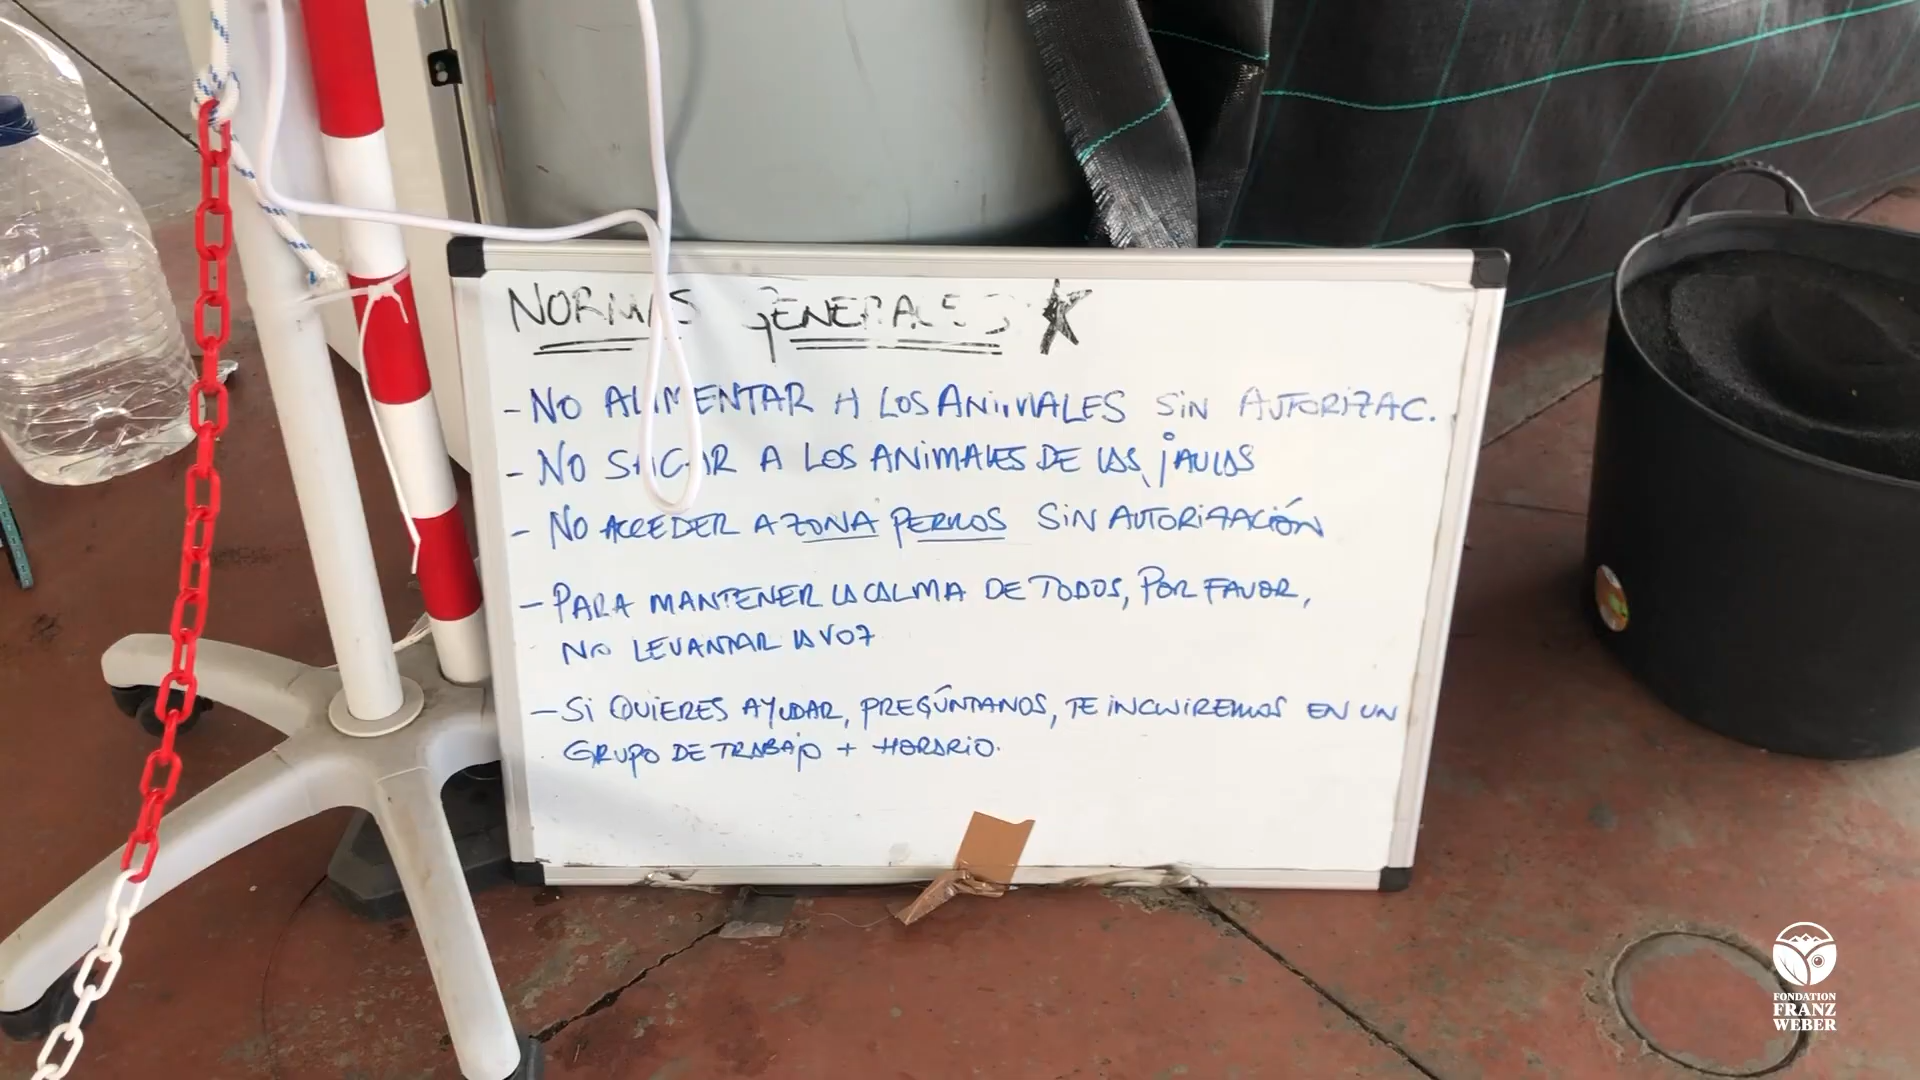 NORMAS GENERALES
- NO ALIMENTAR A LOS ANIMALES SIN AUTORIZAC.
- NO SACAR A LOS ANIMALES DE LAS jAULAS
- NO ACCEDER A ZONA PERROS SIN AUTORIZACIÓN
- PARA MANTENER LA CALMA DE TODOS, POR FAVOR,
NO LEVANTAR LA VOZ
- Si QUIERES AYUDAR, PREGÚNTANOS, TE INCLUIREMOS EN UN
GRUPO DE TRABAJO + HORARIO.
FONDATION
FRANZ
WEBER